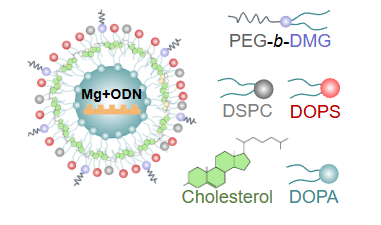 PEG-b-DMG
Mg+ODN
DSPC
DOPS
Cholesterol
DOPA